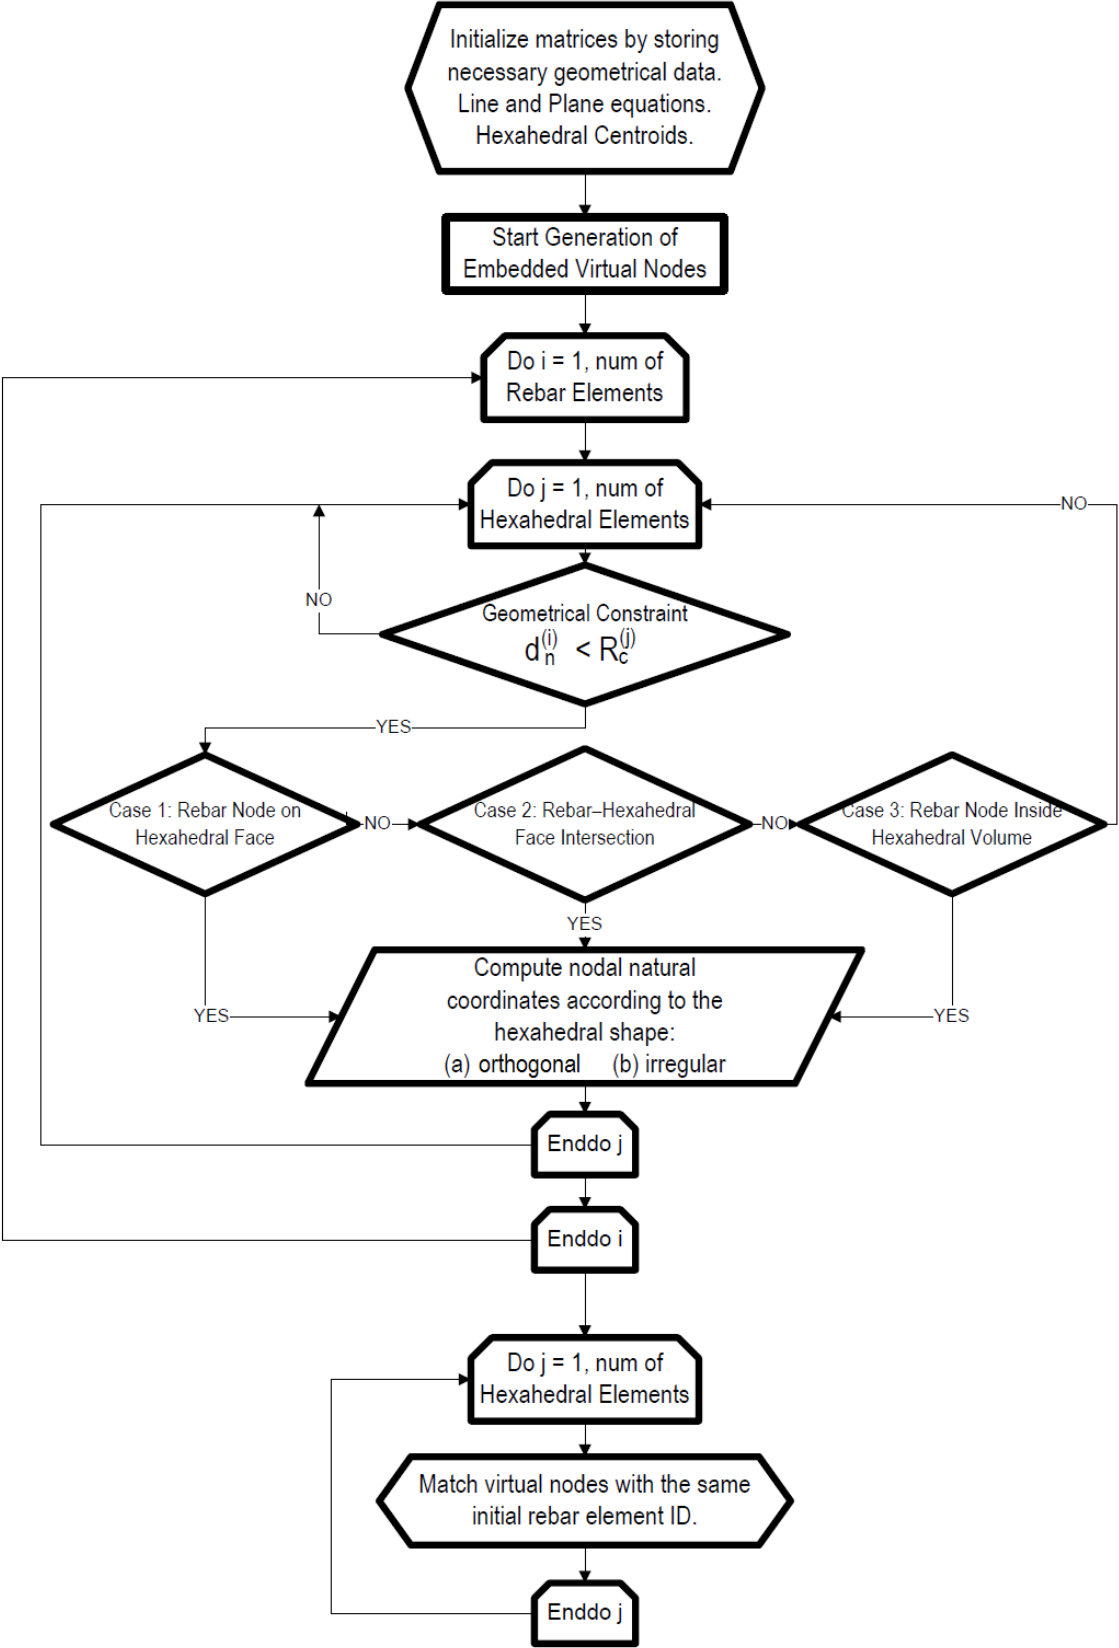 Initialize matrices by storing
necessary geometrical data.
Line and Plane equations.
Hexahedral Centroids.
Start Generation of
Embedded Virtual Nodes
Do i = 1, num of
Rebar Elements
Do j = 1, num of
Hexahedral Elements
NO
NO
Geometrical Constraint
d_n^(i) < R_c^(j)
YES
Case 1: Rebar Node on
Hexahedral Face
NO
Case 2: Rebar–Hexahedral
Face Intersection
NO
Case 3: Rebar Node Inside
Hexahedral Volume
YES
Compute nodal natural
coordinates according to the
hexahedral shape:
(a) orthogonal (b) irregular
YES
YES
Enddo j
Enddo i
Do j = 1, num of
Hexahedral Elements
Match virtual nodes with the same
initial rebar element ID.
Enddo j